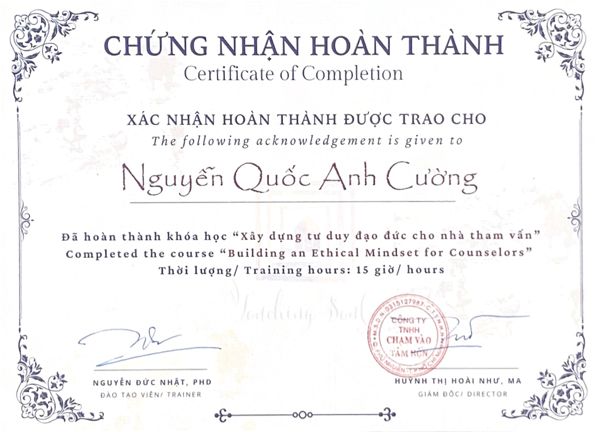 CHỨNG NHẬN HOÀN THÀNH
Certificate of Completion
XÁC NHẬN HOÀN THÀNH ĐƯỢC TRAO CHO
The following acknowledgement is given to
Nguyễn Quốc Anh Cường
Đã hoàn thành khóa học “Xây dựng tư duy đạo đức cho nhà tham vấn”
Completed the course “Building an Ethical Mindset for Counselors”
Thời lượng/ Training hours: 15 giờ/ hours
Touching Soul
CÔNG TY
TNHH
CHẠM VÀO
TÂM HỒN
NGUYỄN ĐỨC NHẬT, PHD
ĐÀO TẠO VIÊN/ TRAINER
HUỲNH THỊ HOÀI NHƯ, MA
GIÁM ĐỐC/ DIRECTOR